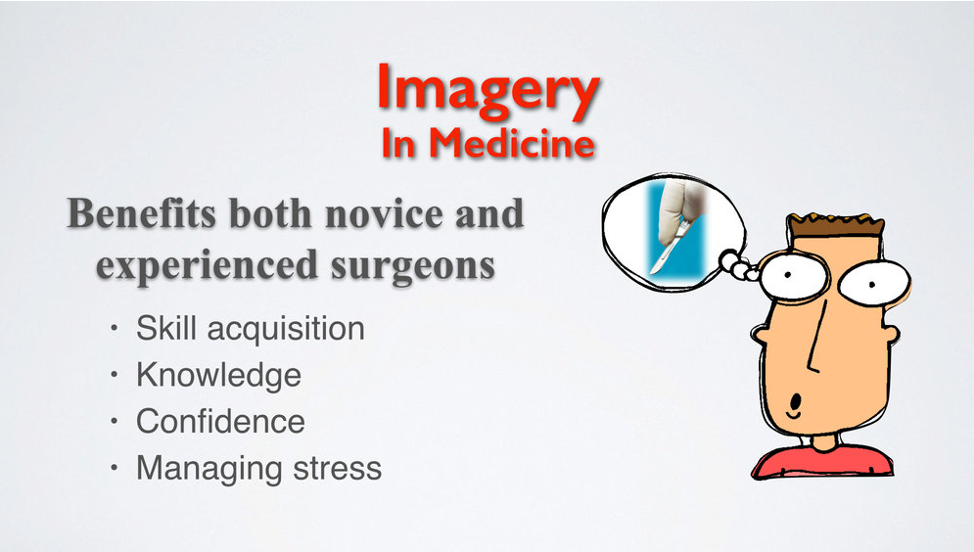 Imagery
In Medicine
Benefits both novice and
experienced surgeons
• Skill acquisition
• Knowledge
• Confidence
• Managing stress